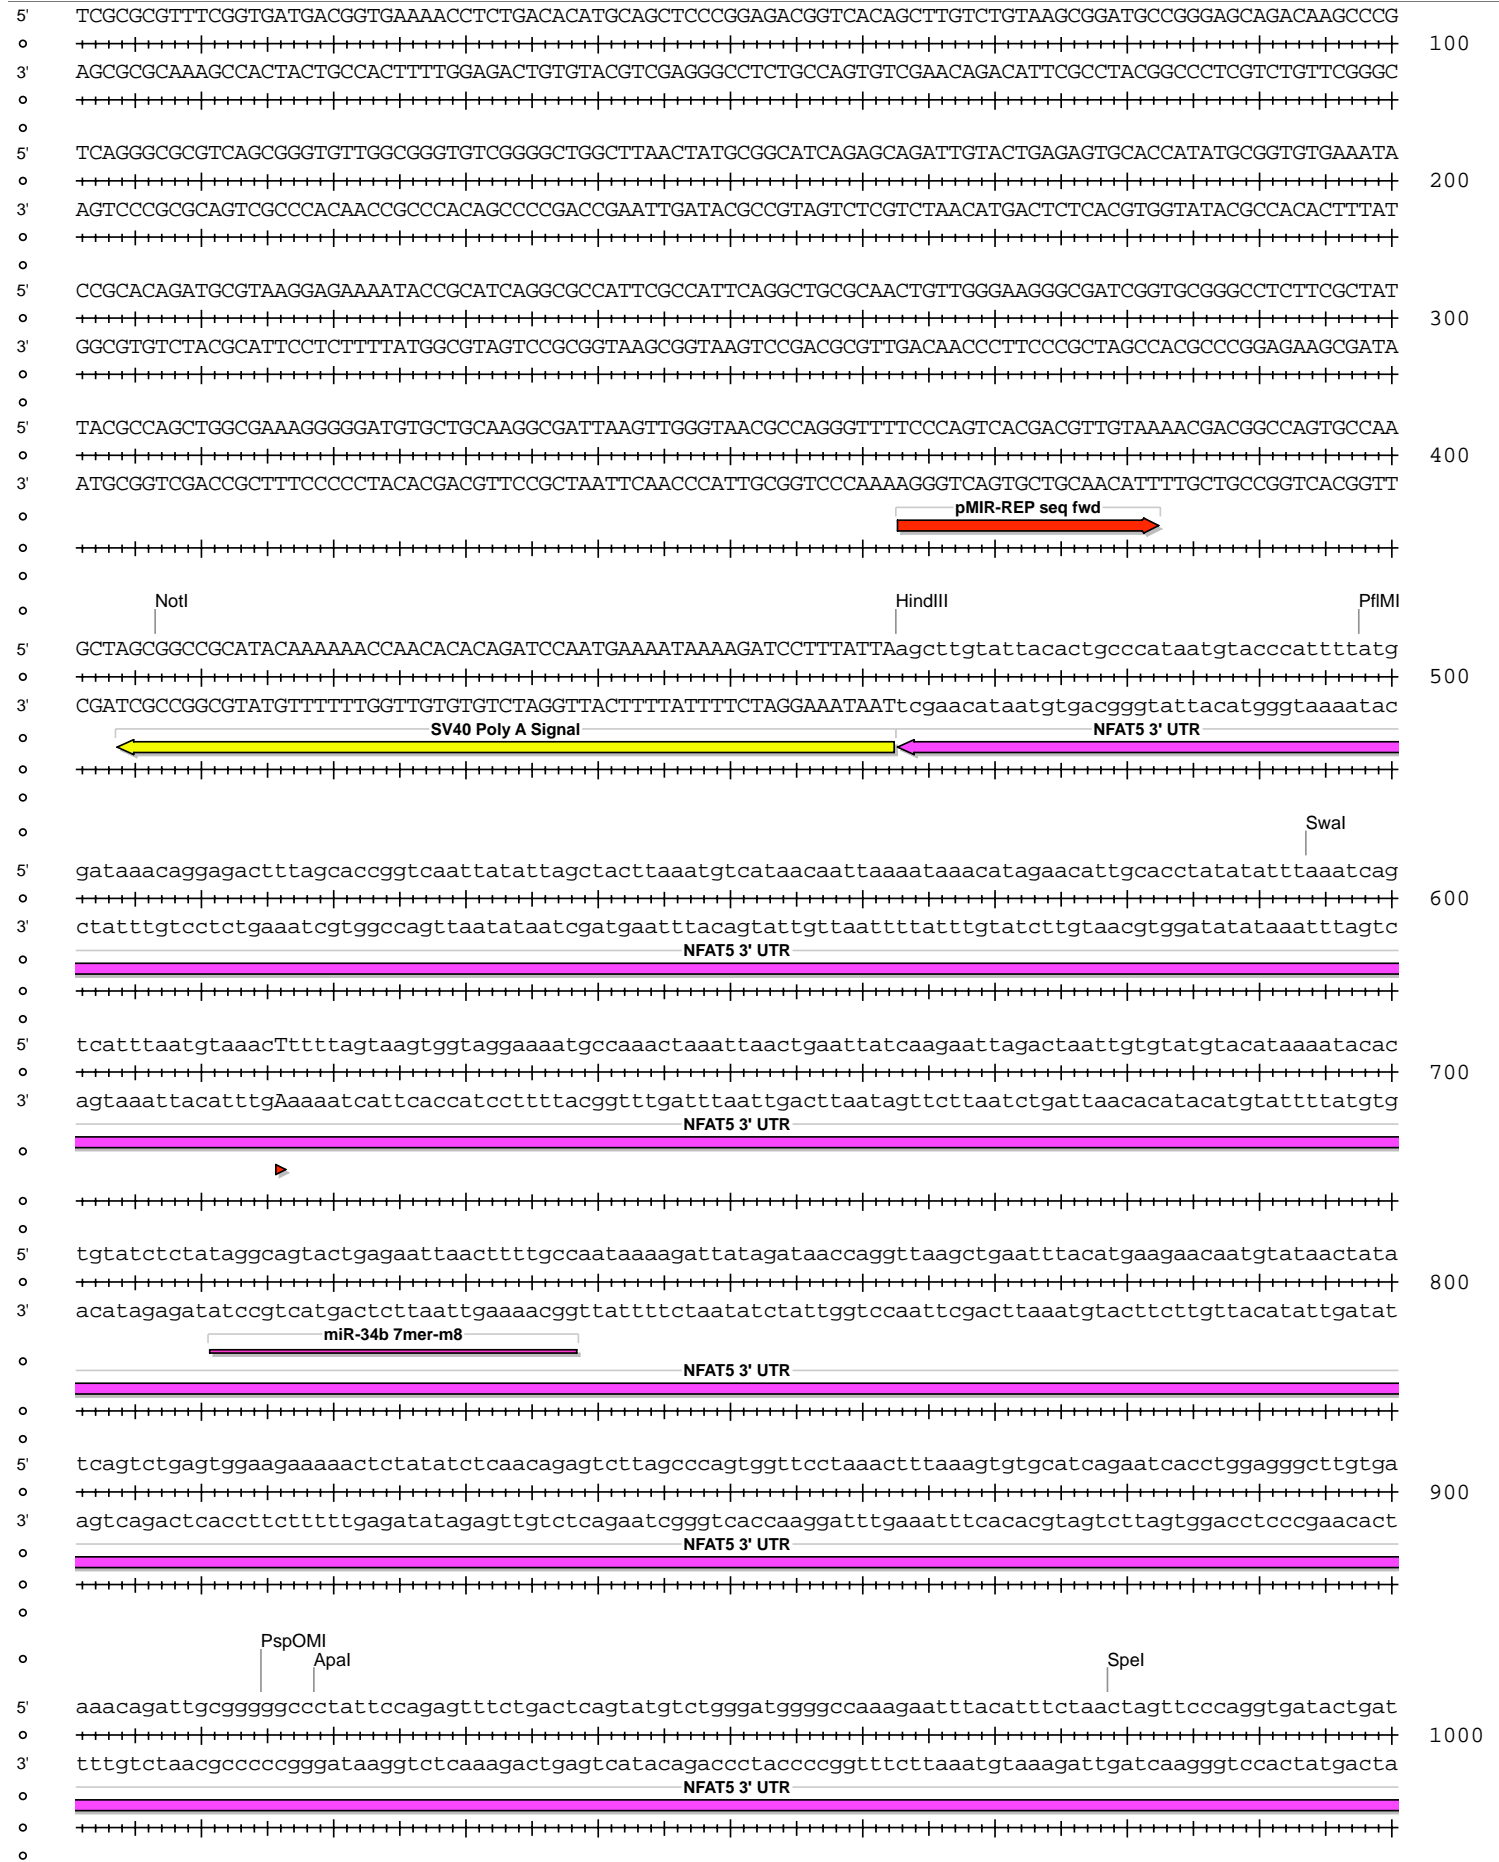 5' TCGCGCGTTTCGGTGATGACGGTGAAAACCTCTGACACATGCAGCTCCCGGAGACGGTCACAGCTTGTCTGTAAGCGGATGCCGGGAGCAGACAAGCCCG
100
3' AGCGCGCAAAGCCACTACTGCCACTTTTGGAGACTGTGTACGTCGAGGGCCTCTGCCAGTGTCGAACAGACATTCGCCTACGGCCCTCGTCTGTTCGGGC
5' TCAGGGCGCGTCAGCGGGTGTTGGCGGGTGTCGGGGCTGGCTTAACTATGCGGCATCAGAGCAGATTGTACTGAGAGTGCACCATATGCGGTGTGAAATA
200
3' AGTCCCGCGCAGTCGCCCACAACCGCCCACAGCCCCGACCGAATTGATACGCCGTAGTCTCGTCTAACATGACTCTCACGTGGTATACGCCACACTTTAT
5' CCGCACAGATGCGTAAGGAGAAAATACCGCATCAGGCGCCATTCGCCATTCAGGCTGCGCAACTGTTGGGAAGGGCGATCGGTGCGGGCCTCTTCGCTAT
300
3' GGCGTGTCTACGCATTCCTCTTTTATGGCGTAGTCCGCGGTAAGCGGTAAGTCCGACGCGTTGACAACCCTTCCCGCTAGCCACGCCCGGAGAAGCGATA
5' TACGCCAGCTGGCGAAAGGGGGATGTGCTGCAAGGCGATTAAGTTGGGTAACGCCAGGGTTTTCCCAGTCACGACGTTGTAAAACGACGGCCAGTGCCAA
400
3' ATGCGGTCGACCGCTTTCCCCCTACACGACGTTCCGCTAATTCAACCCATTGCGGTCCCAAAAGGGTCAGTGCTGCAACATTTTGCTGCCGGTCACGGTT
pMIR-REP seq fwd
NotI HindIII PflMI
5' GCTAGCGGCCGCATACAAAAAACCAACACACAGATCCAATGAAAATAAAAGATCCTTTATTAagcttgtattacactgcccataatgtacccattttatg
500
3' CGATCGCCGGCGTATGTTTTTTGGTTGTGTGTCTAGGTTACTTTTATTTTCTAGGAAATAATtcgaacataatgtgacgggtattacatgggtaaaatac
SV40 Poly A Signal NFAT5 3' UTR
SwaI
5' gataaacaggagactttagcaccggtcaattatattagctacttaaatgtcataacaattaaaataaacatagaacattgcacctatatatttaaatcag
600
3' ctatttgtcctctgaaatcgtggccagttaatataatcgatgaatttacagtattgttaattttatttgtatcttgtaacgtggatatataaatttagtc
NFAT5 3' UTR
5' tcatttaatgtaaacTttttagtaagtggtaggaaaatgccaaactaaattaactgaattatcaagaattagactaattgtgtatgtacataaaatacac
700
3' agtaaattacatttgAaaaatcattcaccatccttttacggtttgatttaattgacttaatagttcttaatctgattaacacatacatgtattttatgtg
NFAT5 3' UTR
5' tgtatctctataggcagtactgagaattaacttttgccaataaaagattatagataaccaggttaagctgaatttacatgaagaacaatgtataactata
800
3' acatagagatatccgtcatgactcttaattgaaaacggttattttctaatatctattggtccaattcgacttaaatgtacttcttgttacatattgatat
miR-34b 7mer-m8
NFAT5 3' UTR
5' tcagtctgagtggaagaaaaactctatatctcaacagagtcttagcccagtggttcctaaactttaaagtgtgcatcagaatcacctggagggcttgtga
900
3' agtcagactcaccttctttttgagatatagagttgtctcagaatcgggtcaccaaggatttgaaatttcacacgtagtcttagtggacctcccgaacact
NFAT5 3' UTR
PspOMI
ApaI SpeI
5' aaacagattgcgggggccctattccagagtttctgactcagtatgtctgggatggggccaaagaatttacatttctaactagttcccaggtgatactgat
1000
3' tttgtctaacgcccccgggataaggtctcaaagactgagtcatacagaccctaccccggtttcttaaatgtaaagattgatcaagggtccactatgacta
NFAT5 3' UTR